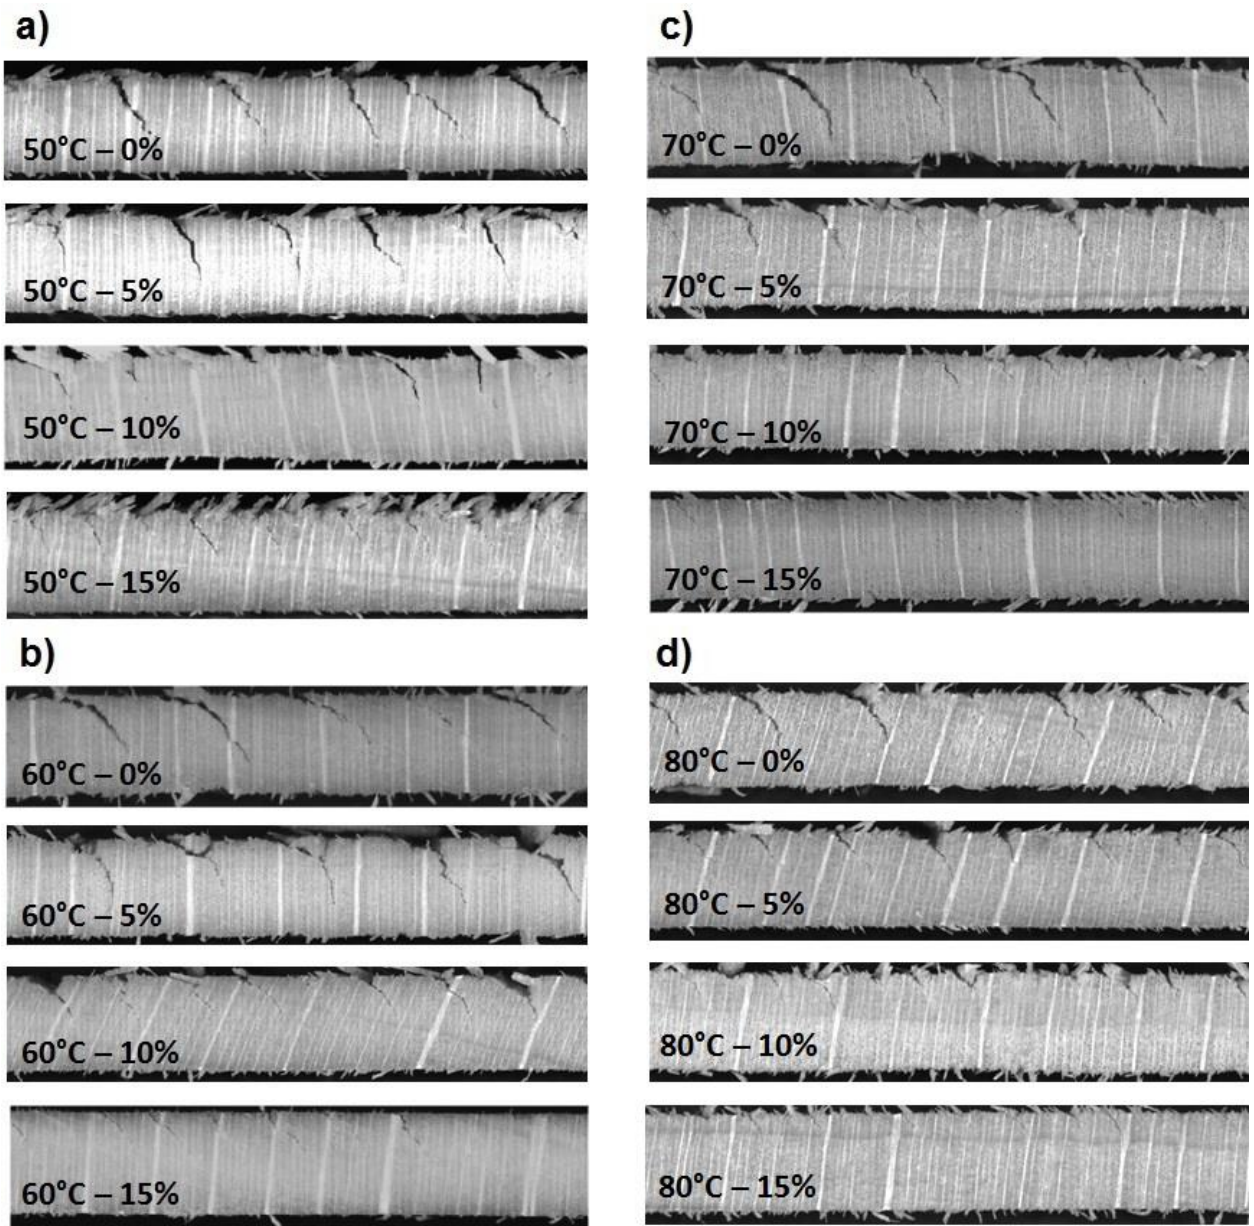 a)
50°C – 0%
50°C – 5%
50°C – 10%
50°C – 15%
b)
60°C – 0%
60°C – 5%
60°C – 10%
60°C – 15%
c)
70°C – 0%
70°C – 5%
70°C – 10%
70°C – 15%
d)
80°C – 0%
80°C – 5%
80°C – 10%
80°C – 15%